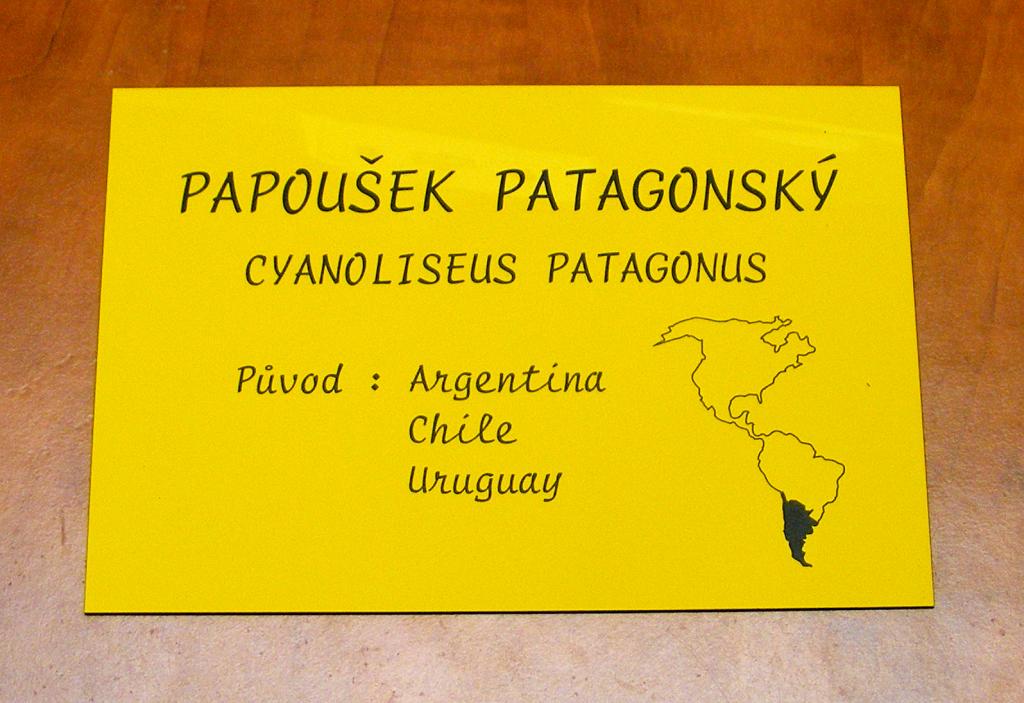 PAPOUŠEK PATAGONSKÝ
CYANOLISEUS PATAGONUS
Původ : Argentina
Chile
Uruguay